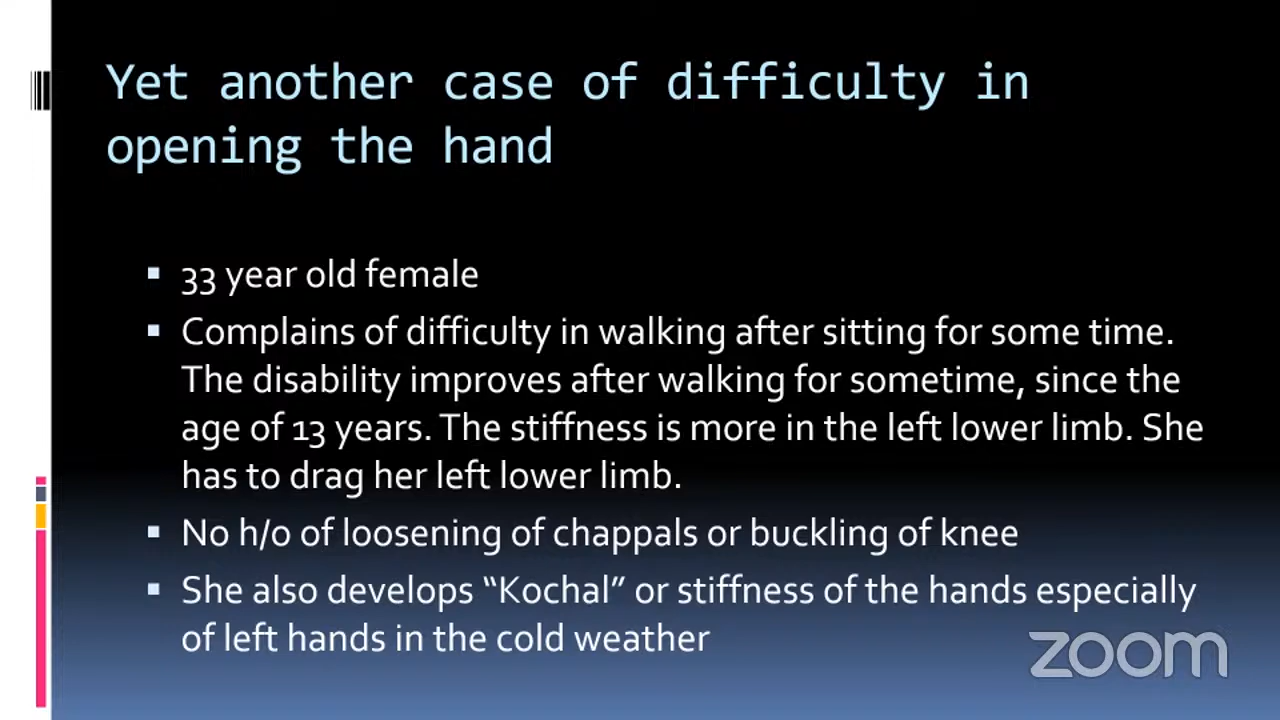 Yet another case of difficulty in
opening the hand
33 year old female
Complains of difficulty in walking after sitting for some time.
The disability improves after walking for sometime, since the
age of 13 years. The stiffness is more in the left lower limb. She
has to drag her left lower limb.
No h/o of loosening of chappals or buckling of knee
She also develops “Kochal” or stiffness of the hands especially
of left hands in the cold weather
zoom